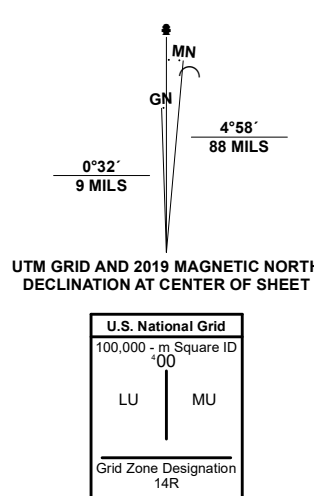 MN
GN
4°58´
88 MILS
0°32´
9 MILS
UTM GRID AND 2019 MAGNETIC NORTH
DECLINATION AT CENTER OF SHEET
U.S. National Grid
100,000 - m Square ID
⁴00
LU MU
Grid Zone Designation
14R